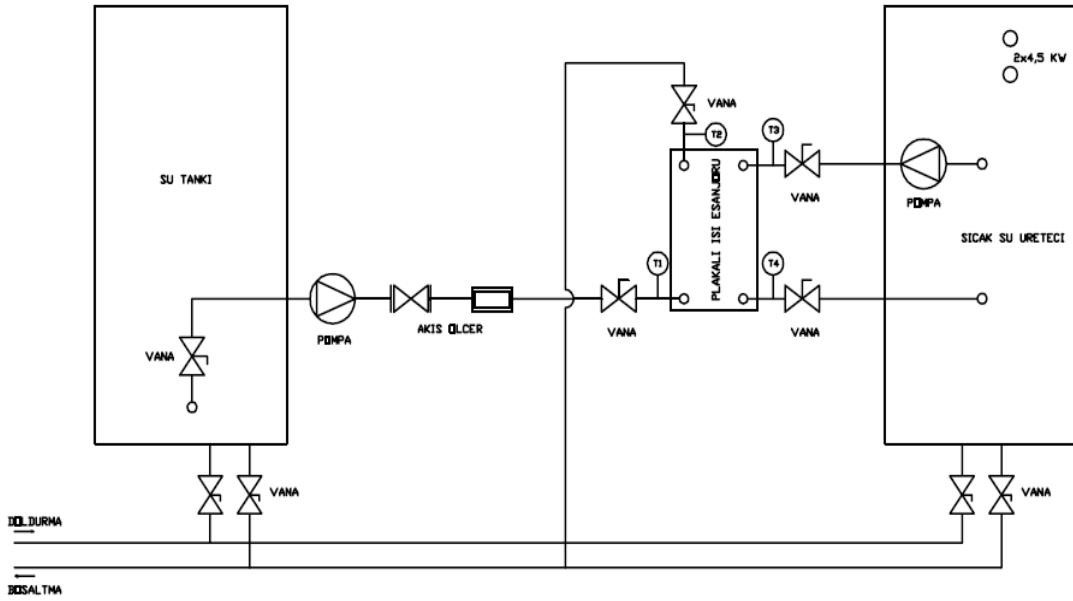 2x4,5 KW
VANA
T2
T3
SU TANKI
PLAKALI ISI ESANJORU
VANA
POMPA
SICAK SU URETECI
T1
T4
POMPA
AKIS OLCER
VANA
VANA
VANA
VANA
VANA
DOLDURMA
BOSALTMA